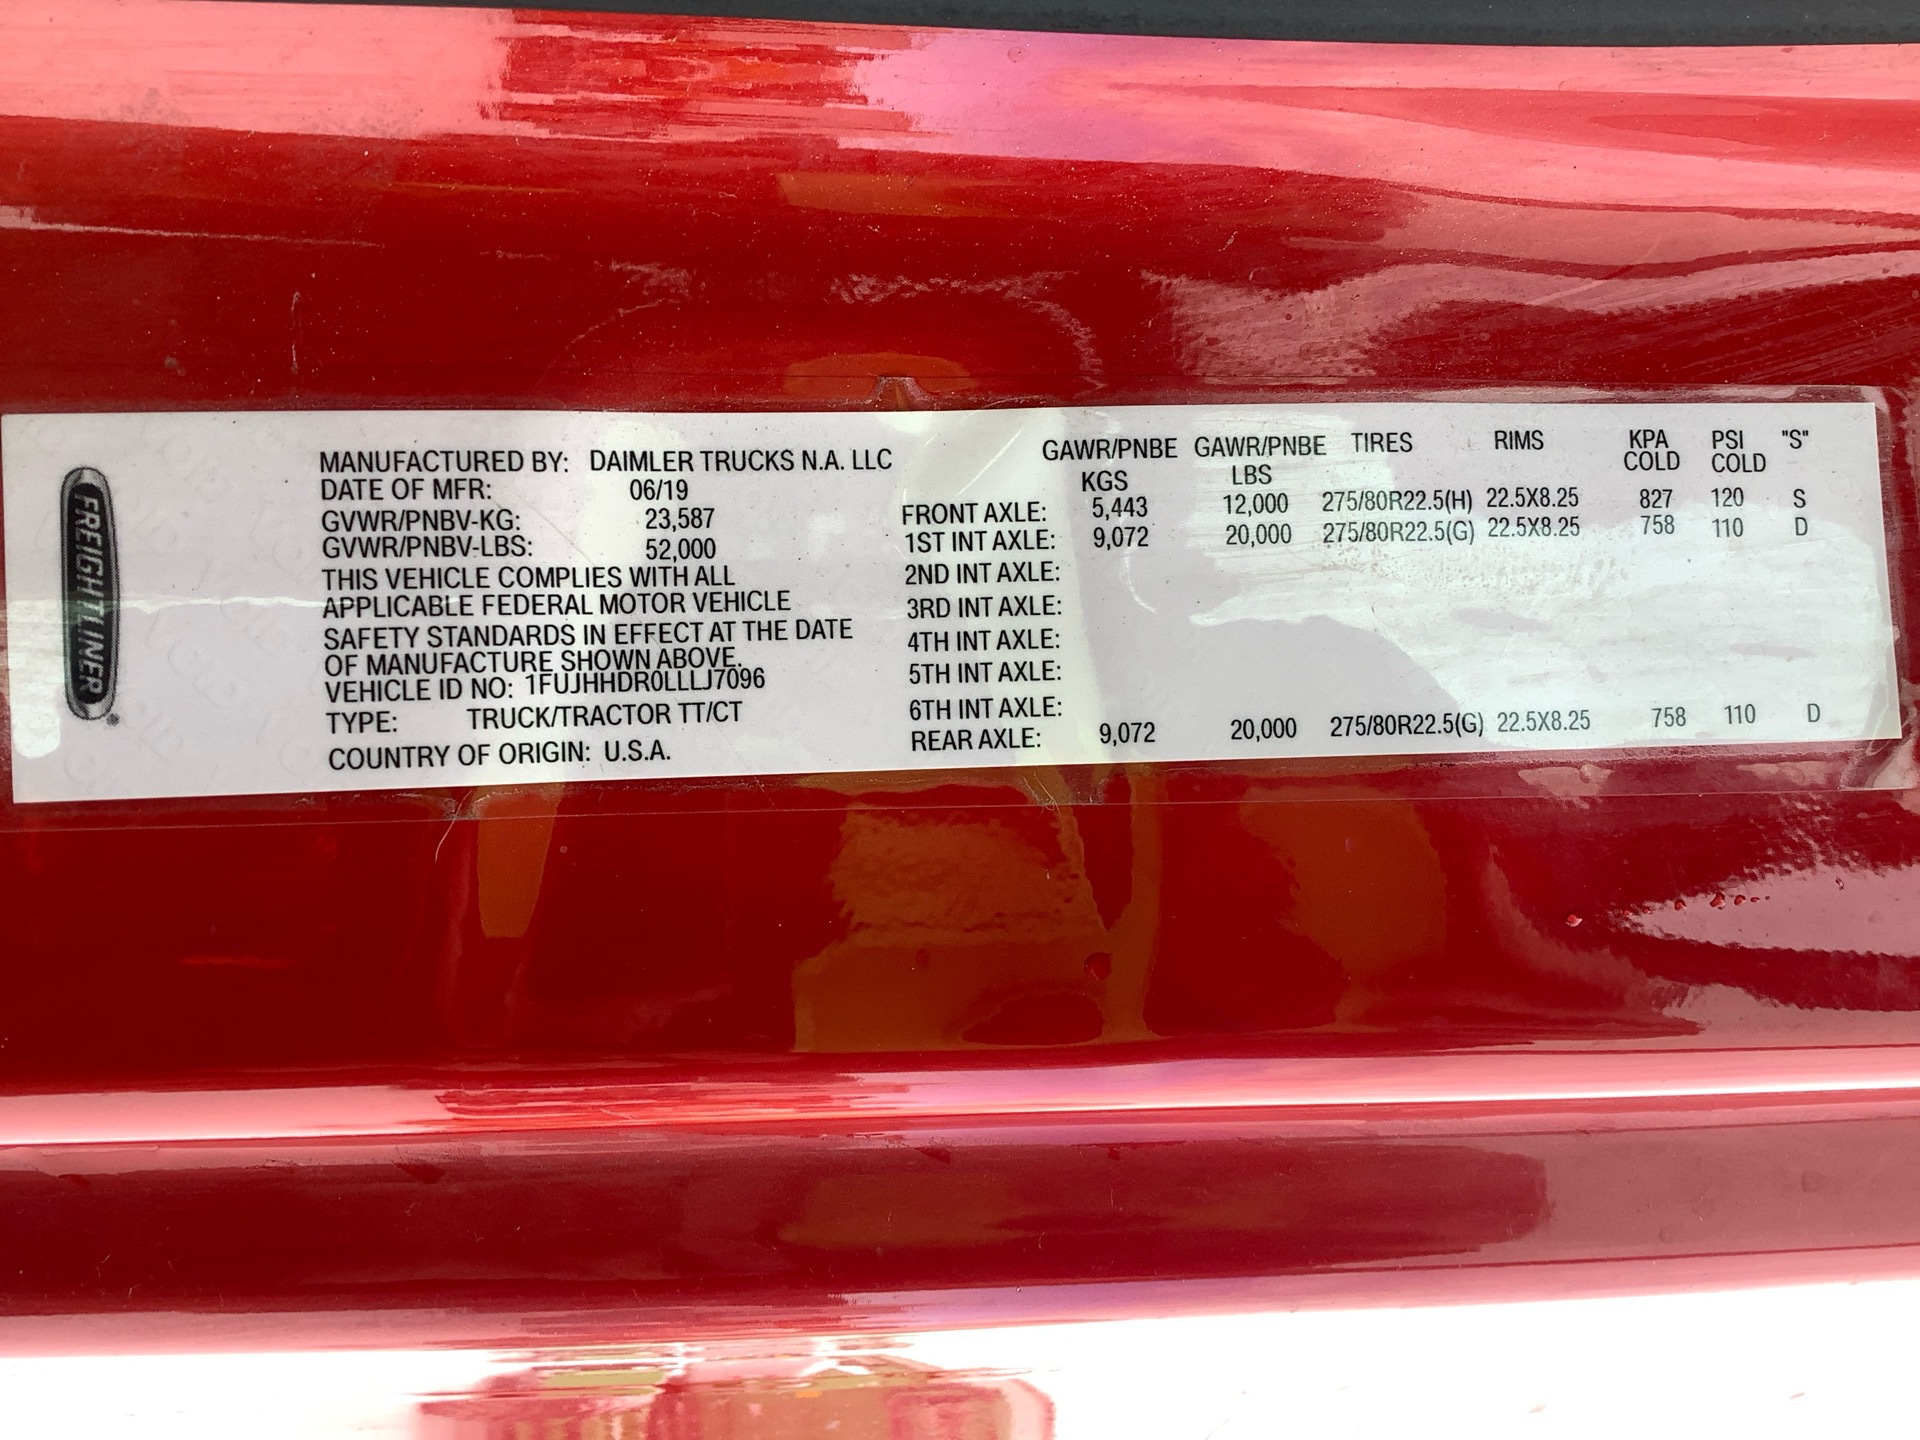 FREIGHTLINER®
MANUFACTURED BY: DAIMLER TRUCKS N.A. LLC
DATE OF MFR: 06/19
GVWR/PNBV-KG: 23,587
GVWR/PNBV-LBS: 52,000
THIS VEHICLE COMPLIES WITH ALL
APPLICABLE FEDERAL MOTOR VEHICLE
SAFETY STANDARDS IN EFFECT AT THE DATE
OF MANUFACTURE SHOWN ABOVE.
VEHICLE ID NO: 1FUJHHDR0LLLJ7096
TYPE: TRUCK/TRACTOR TT/CT
COUNTRY OF ORIGIN: U.S.A.
GAWR/PNBE GAWR/PNBE TIRES RIMS KPA PSI "S"
KGS LBS COLD COLD
FRONT AXLE: 5,443 12,000 275/80R22.5(H) 22.5X8.25 827 120 S
1ST INT AXLE: 9,072 20,000 275/80R22.5(G) 22.5X8.25 758 110 D
2ND INT AXLE:
3RD INT AXLE:
4TH INT AXLE:
5TH INT AXLE:
6TH INT AXLE:
REAR AXLE: 9,072 20,000 275/80R22.5(G) 22.5X8.25 758 110 D